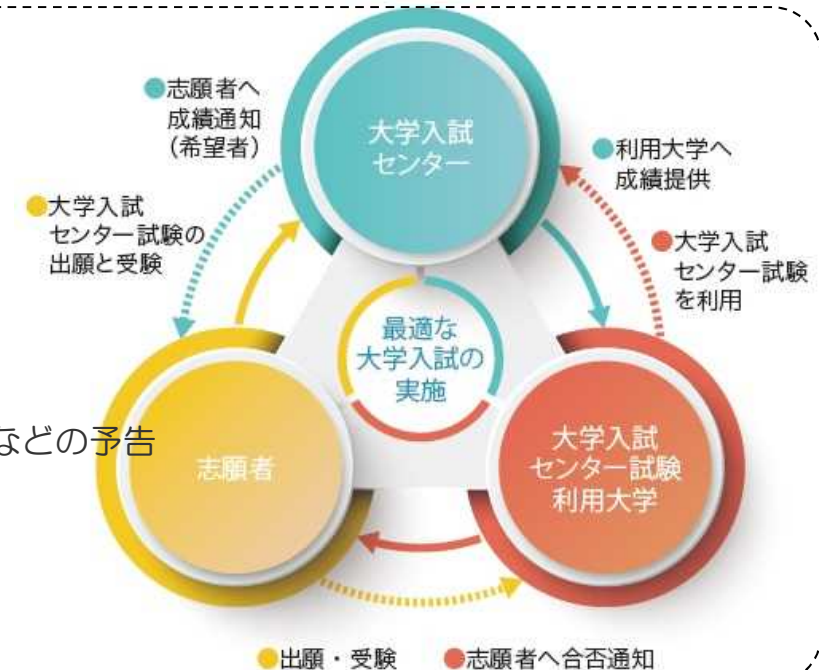 大学入試
センター
●志願者へ
成績通知
（希望者）
●利用大学へ
成績提供
●大学入試
センター試験の
出願と受験
●大学入試
センター試験
を利用
最適な
大学入試の
実施
などの予告
志願者
大学入試
センター試験
利用大学
●出願・受験
●志願者へ合否通知